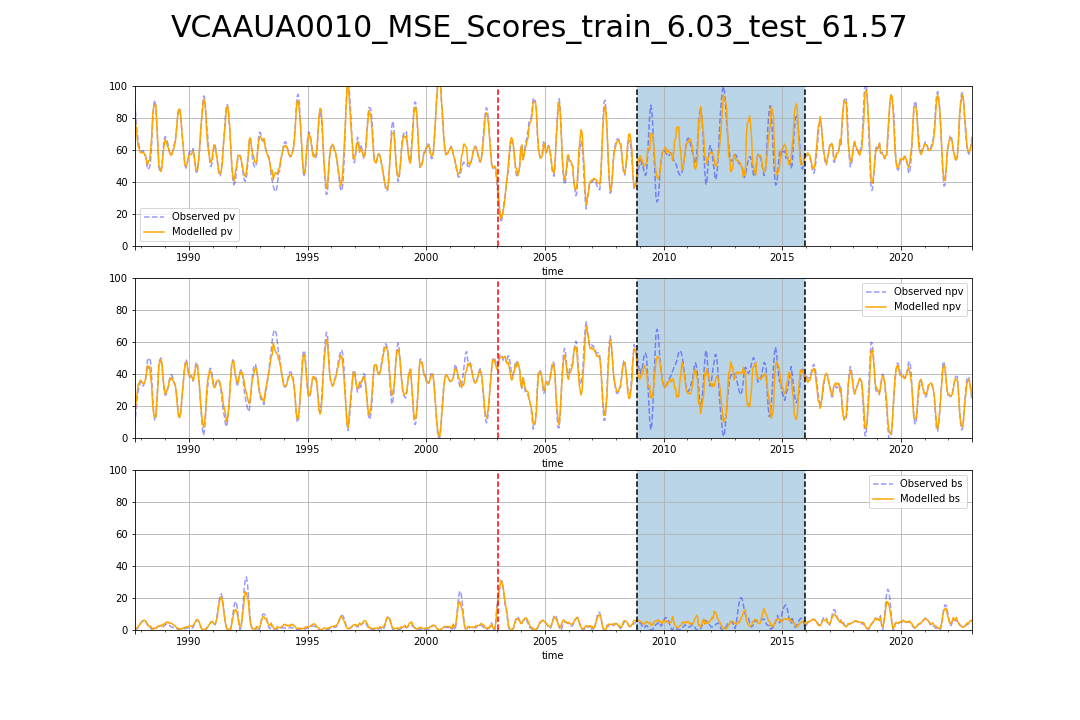 VCAAUA0010_MSE_Scores_train_6.03_test_61.57
100
80
60
40
20
0
Observed pv
Modelled pv
1990 1995 2000 2005 2010 2015 2020
time
100
80
60
40
20
0
Observed npv
Modelled npv
1990 1995 2000 2005 2010 2015 2020
time
100
80
60
40
20
0
Observed bs
Modelled bs
1990 1995 2000 2005 2010 2015 2020
time